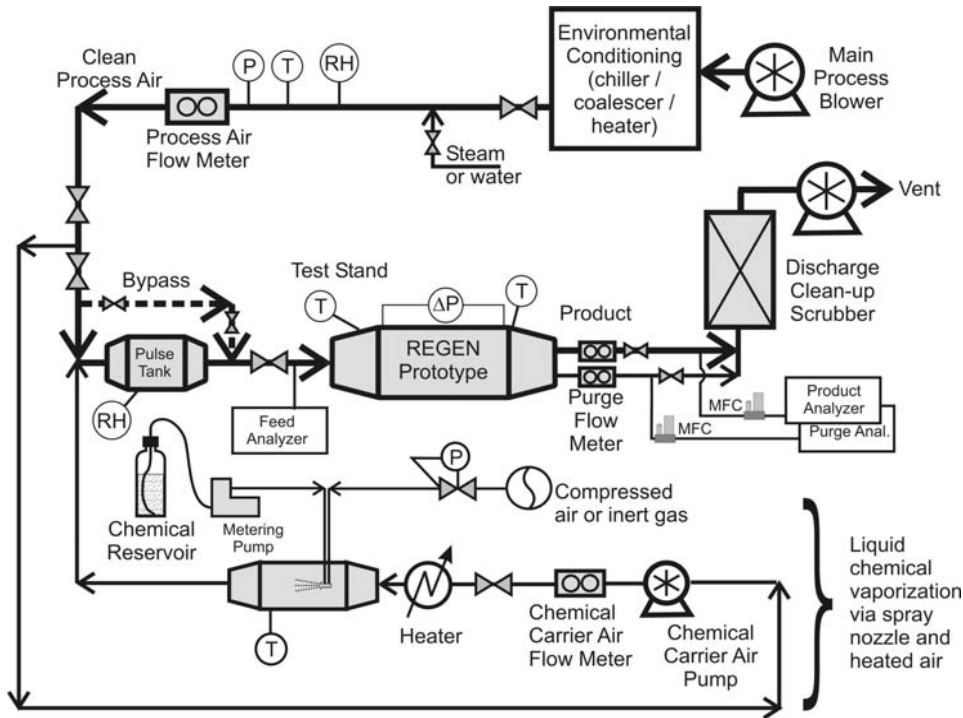 Clean
Process Air
P
T
RH
Process Air
Flow Meter
Steam
or water
Environmental
Conditioning
(chiller /
coalescer /
heater)
Main
Process
Blower
Vent
Discharge
Clean-up
Scrubber
Bypass
Test Stand
T
ΔP
T
Product
Pulse
Tank
RH
REGEN
Prototype
Feed
Analyzer
Purge
Flow
Meter
MFC
MFC
Product
Analyzer
Purge Anal.
Chemical
Reservoir
Metering
Pump
P
Compressed
air or inert gas
T
Heater
Chemical
Carrier Air
Flow Meter
Chemical
Carrier Air
Pump
Liquid
chemical
vaporization
via spray
nozzle and
heated air